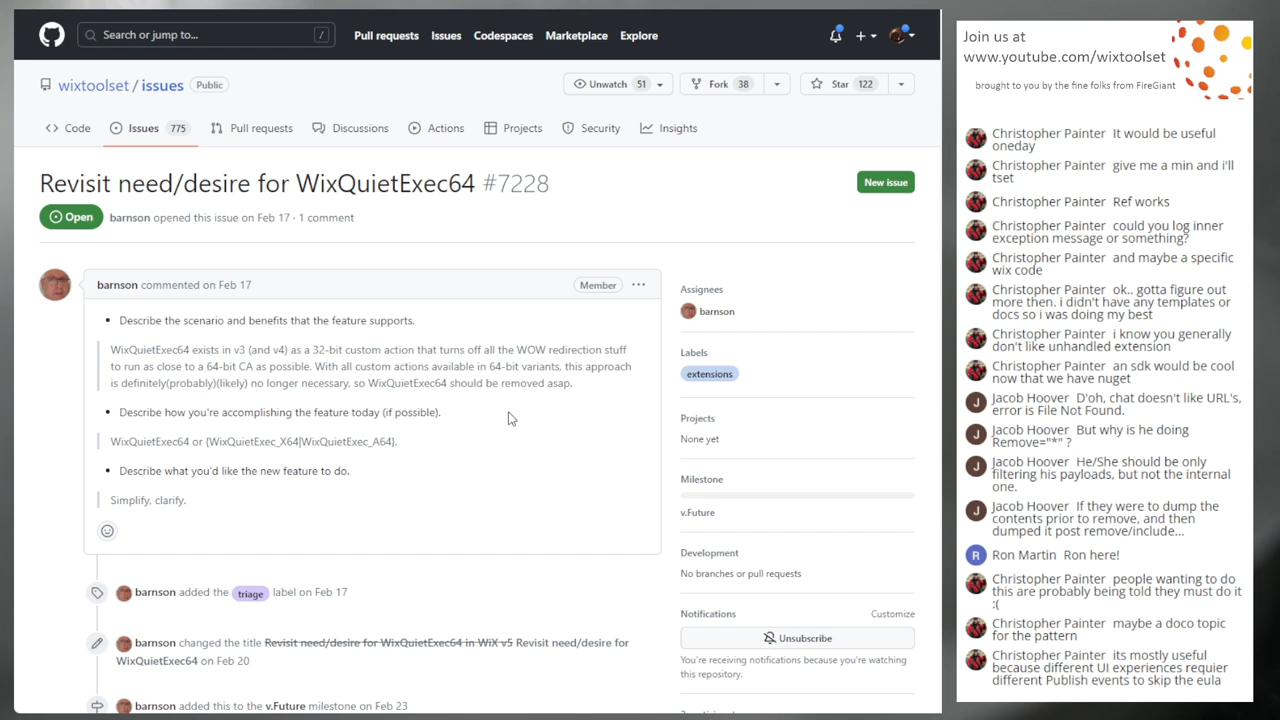 Search or jump to...
/
Pull requests
Issues
Codespaces
Marketplace
Explore
wixtoolset / issues
Public
Unwatch 51
Fork 38
Star 122
Code
Issues 775
Pull requests
Discussions
Actions
Projects
Security
Insights
Revisit need/desire for WixQuietExec64 #7228
New issue
Open
barnson opened this issue on Feb 17 · 1 comment
barnson commented on Feb 17
Member
Describe the scenario and benefits that the feature supports.
WixQuietExec64 exists in v3 (and v4) as a 32-bit custom action that turns off all the WOW redirection stuff
to run as close to a 64-bit CA as possible. With all custom actions available in 64-bit variants, this approach
is definitely(probably)(likely) no longer necessary, so WixQuietExec64 should be removed asap.
Describe how you're accomplishing the feature today (if possible).
WixQuietExec64 or {WixQuietExec_X64|WixQuietExec_A64}.
Describe what you'd like the new feature to do.
Simplify, clarify.
barnson added the triage label on Feb 17
barnson changed the title Revisit need/desire for WixQuietExec64 in WiX v5 Revisit need/desire for
WixQuietExec64 on Feb 20
barnson added this to the v.Future milestone on Feb 23
Assignees
barnson
Labels
extensions
Projects
None yet
Milestone
v.Future
Development
No branches or pull requests
Notifications
Customize
Unsubscribe
You're receiving notifications because you're watching
this repository.
Join us at
www.youtube.com/wixtoolset
brought to you by the fine folks from FireGiant
Christopher Painter It would be useful
oneday
Christopher Painter give me a min and i'll
tset
Christopher Painter Ref works
Christopher Painter could you log inner
exception message or something?
Christopher Painter and maybe a specific
wix code
Christopher Painter ok.. gotta figure out
more then. i didn't have any templates or
docs so i was doing my best
Christopher Painter i know you generally
don't like unhandled extension
Christopher Painter an sdk would be cool
now that we have nuget
J
Jacob Hoover D'oh, chat doesn't like URL's,
error is File Not Found.
J
Jacob Hoover But why is he doing
Remove="*" ?
J
Jacob Hoover He/She should be only
filtering his payloads, but not the internal
one.
J
Jacob Hoover If they were to dump the
contents prior to remove, and then
dumped it post remove/include...
R
Ron Martin Ron here!
Christopher Painter people wanting to do
this are probably being told they must do it
:(
Christopher Painter maybe a doco topic
for the pattern
Christopher Painter its mostly useful
because different UI experiences requier
different Publish events to skip the eula